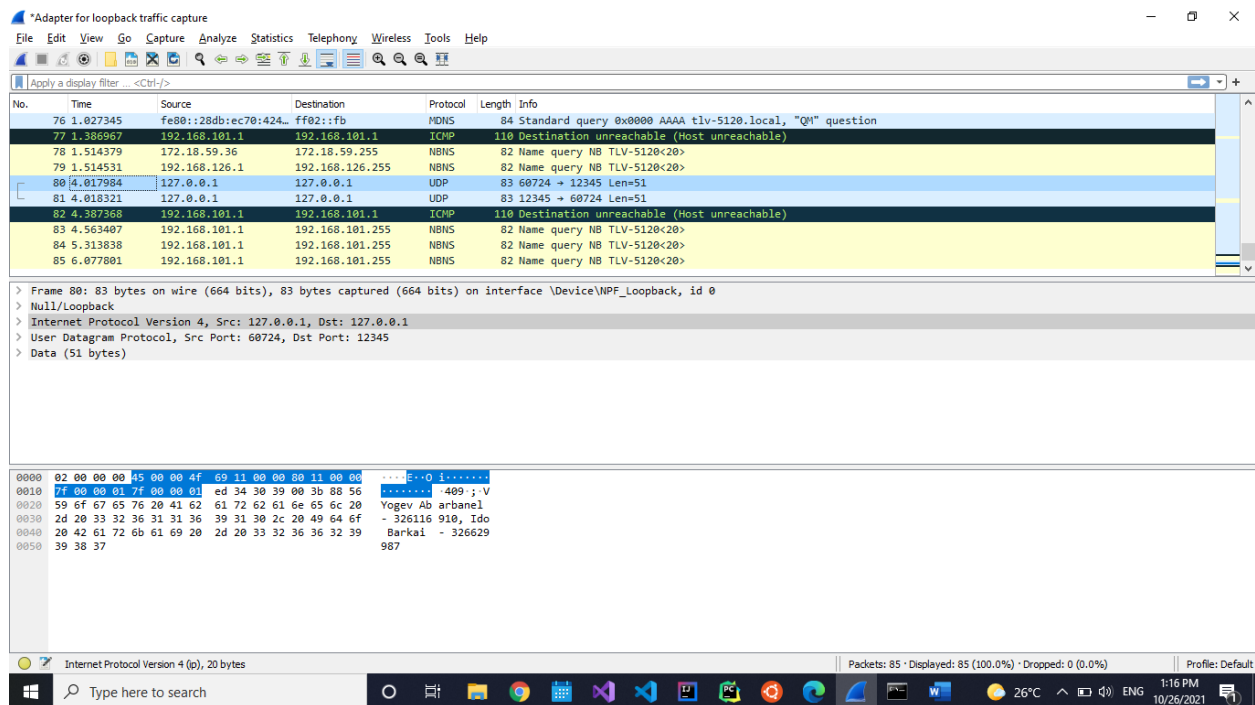 *Adapter for loopback traffic capture
File Edit View Go Capture Analyze Statistics Telephony Wireless Tools Help
Apply a display filter ... <Ctrl-/>
No. Time Source Destination Protocol Length Info
76 1.027345 fe80::28db:ec70:424… ff02::fb MDNS 84 Standard query 0x0000 AAAA tlv-5120.local, "QM" question
77 1.386967 192.168.101.1 192.168.101.1 ICMP 110 Destination unreachable (Host unreachable)
78 1.514379 172.18.59.36 172.18.59.255 NBNS 82 Name query NB TLV-5120<20>
79 1.514531 192.168.126.1 192.168.126.255 NBNS 82 Name query NB TLV-5120<20>
80 4.017984 127.0.0.1 127.0.0.1 UDP 83 60724 → 12345 Len=51
81 4.018321 127.0.0.1 127.0.0.1 UDP 83 12345 → 60724 Len=51
82 4.387368 192.168.101.1 192.168.101.1 ICMP 110 Destination unreachable (Host unreachable)
83 4.563407 192.168.101.1 192.168.101.255 NBNS 82 Name query NB TLV-5120<20>
84 5.313838 192.168.101.1 192.168.101.255 NBNS 82 Name query NB TLV-5120<20>
85 6.077801 192.168.101.1 192.168.101.255 NBNS 82 Name query NB TLV-5120<20>
> Frame 80: 83 bytes on wire (664 bits), 83 bytes captured (664 bits) on interface \Device\NPF_Loopback, id 0
> Null/Loopback
> Internet Protocol Version 4, Src: 127.0.0.1, Dst: 127.0.0.1
> User Datagram Protocol, Src Port: 60724, Dst Port: 12345
> Data (51 bytes)
0000 02 00 00 00 45 00 00 4f 69 11 00 00 80 11 00 00 ····E··O i·······
0010 7f 00 00 01 7f 00 00 01 ed 34 30 39 00 3b 88 56 ········ ·409·;·V
0020 59 6f 67 65 76 20 41 62 61 72 62 61 6e 65 6c 20 Yogev Ab arbanel
0030 2d 20 33 32 36 31 31 36 39 31 30 2c 20 49 64 6f - 326116 910, Ido
0040 20 42 61 72 6b 61 69 20 2d 20 33 32 36 36 32 39 Barkai - 326629
0050 39 38 37 987
Internet Protocol Version 4 (ip), 20 bytes Packets: 85 · Displayed: 85 (100.0%) · Dropped: 0 (0.0%) Profile: Default
Type here to search 26°C ENG 1:16 PM
10/26/2021